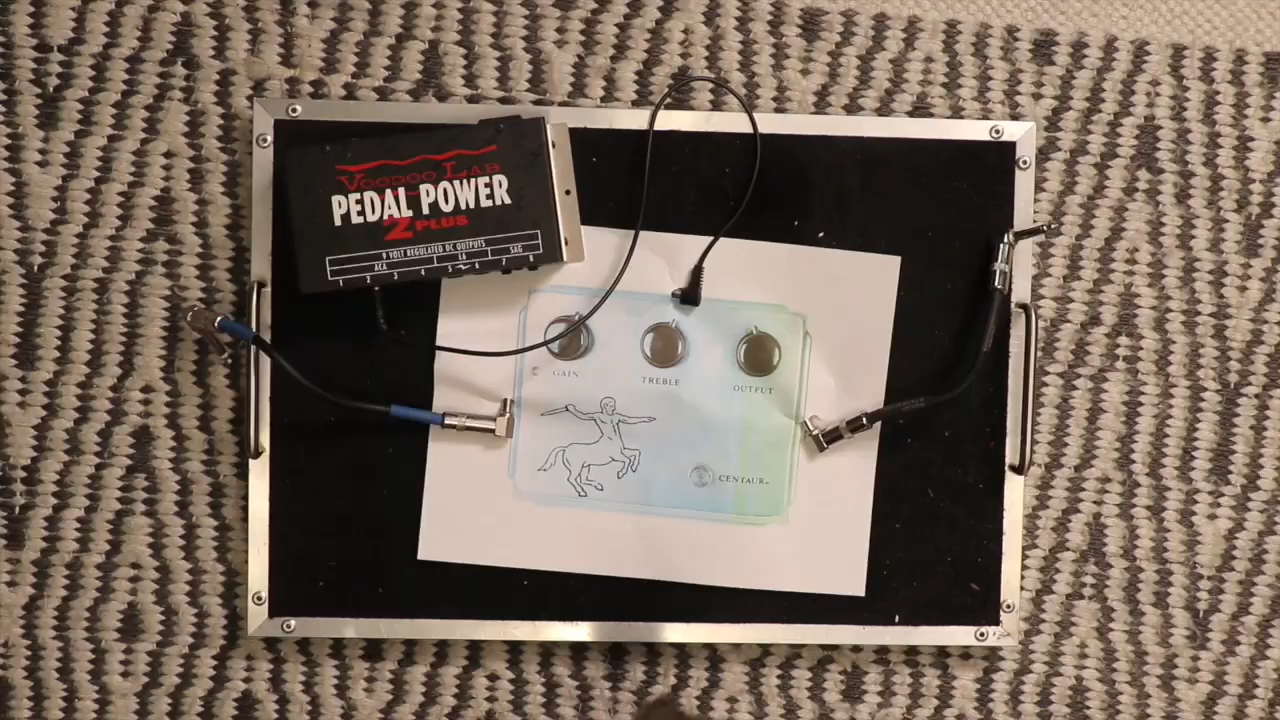 VOODOO LAB
PEDAL POWER
2 PLUS
9 VOLT REGULATED DC OUTPUTS
ACA L6 SAG
1 2 3 4 5 6 7 8
GAIN TREBLE OUTPUT
CENTAUR